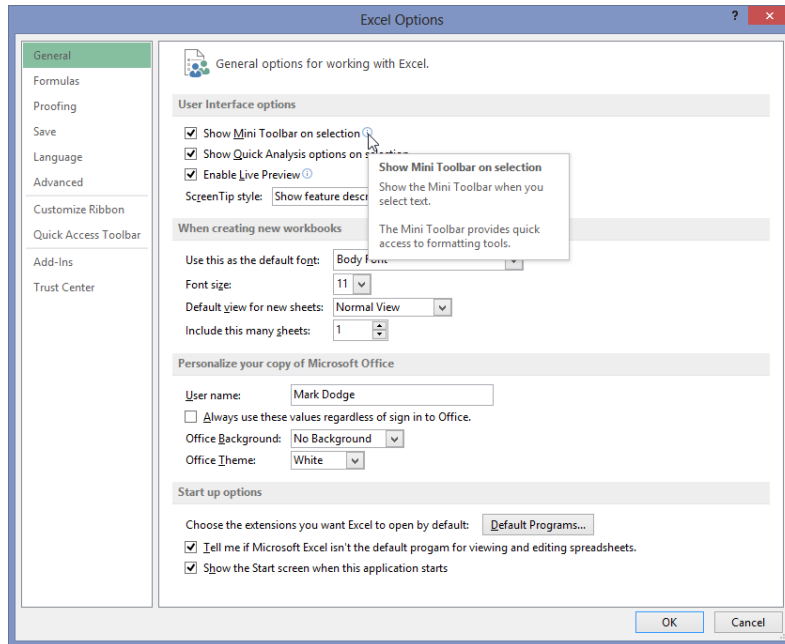 Excel Options
?
General
Formulas
Proofing
Save
Language
Advanced
Customize Ribbon
Quick Access Toolbar
Add-Ins
Trust Center
General options for working with Excel.
User Interface options
Show Mini Toolbar on selection
Show Quick Analysis options on selection
Enable Live Preview
ScreenTip style: Show feature descr
Show Mini Toolbar on selection
Show the Mini Toolbar when you
select text.
The Mini Toolbar provides quick
access to formatting tools.
When creating new workbooks
Use this as the default font: Body Font
Font size: 11
Default view for new sheets: Normal View
Include this many sheets: 1
Personalize your copy of Microsoft Office
User name: Mark Dodge
Always use these values regardless of sign in to Office.
Office Background: No Background
Office Theme: White
Start up options
Choose the extensions you want Excel to open by default: Default Programs...
Tell me if Microsoft Excel isn't the default progam for viewing and editing spreadsheets.
Show the Start screen when this application starts
OK Cancel